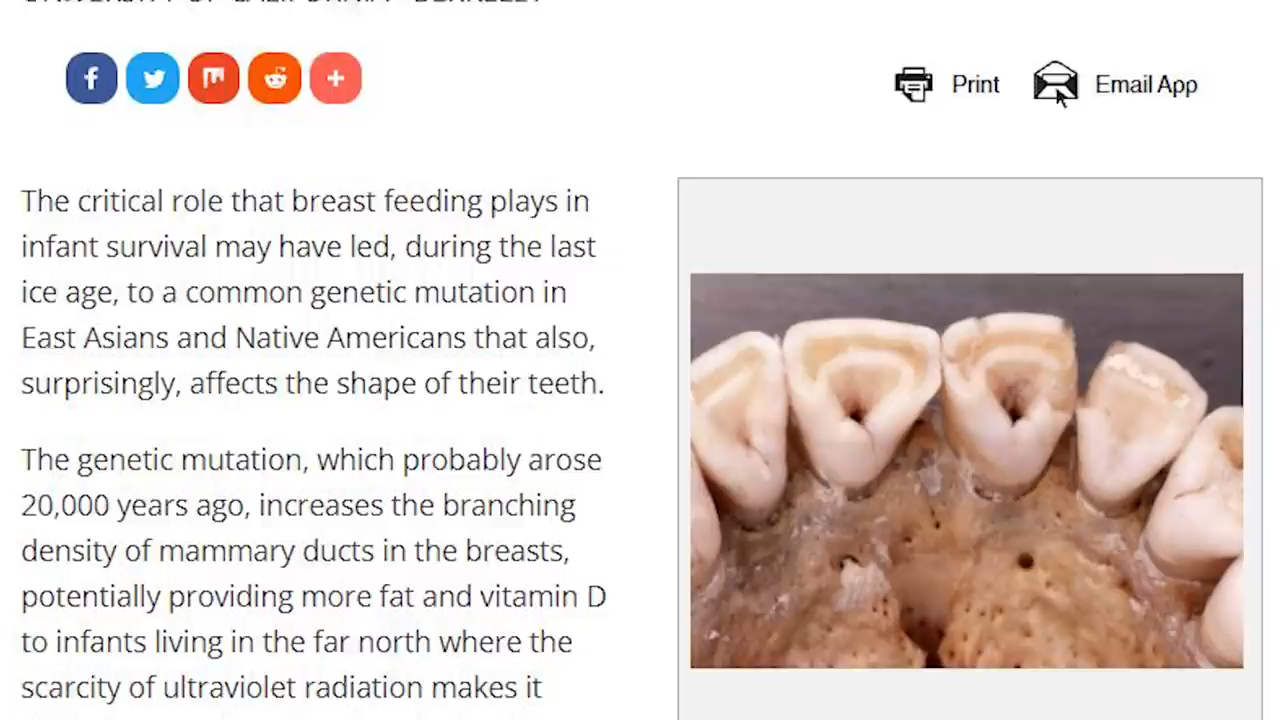 Print
Email App
The critical role that breast feeding plays in
infant survival may have led, during the last
ice age, to a common genetic mutation in
East Asians and Native Americans that also,
surprisingly, affects the shape of their teeth.
The genetic mutation, which probably arose
20,000 years ago, increases the branching
density of mammary ducts in the breasts,
potentially providing more fat and vitamin D
to infants living in the far north where the
scarcity of ultraviolet radiation makes it